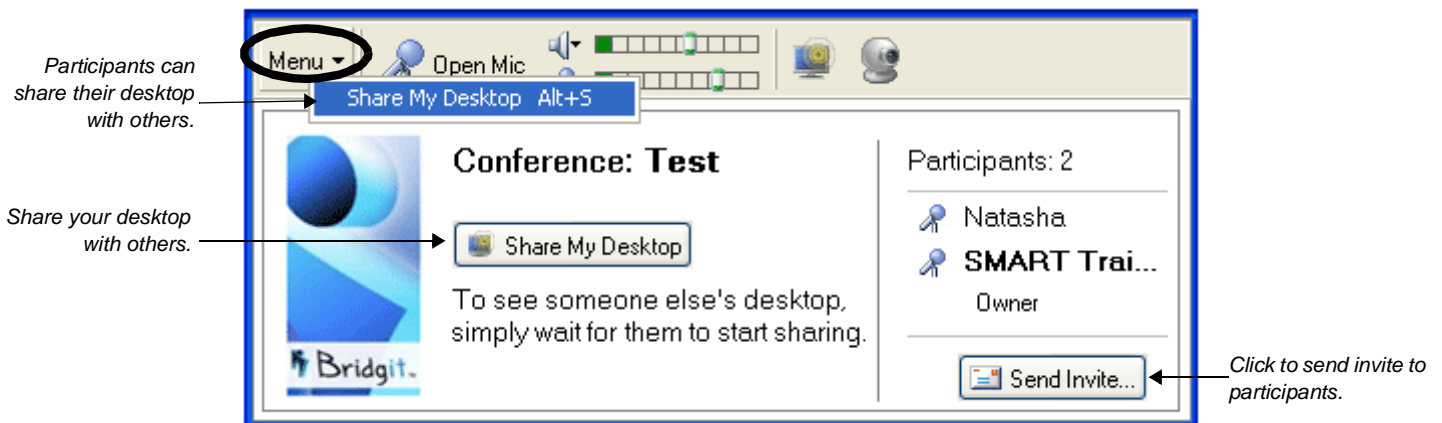 Participants can
share their desktop
with others.
Menu
Open Mic
Share My Desktop Alt+S
Conference: Test
Share your desktop
with others.
Share My Desktop
To see someone else's desktop,
simply wait for them to start sharing.
Bridgit.
Participants: 2
Natasha
SMART Trai...
Owner
Send Invite...
Click to send invite to
participants.